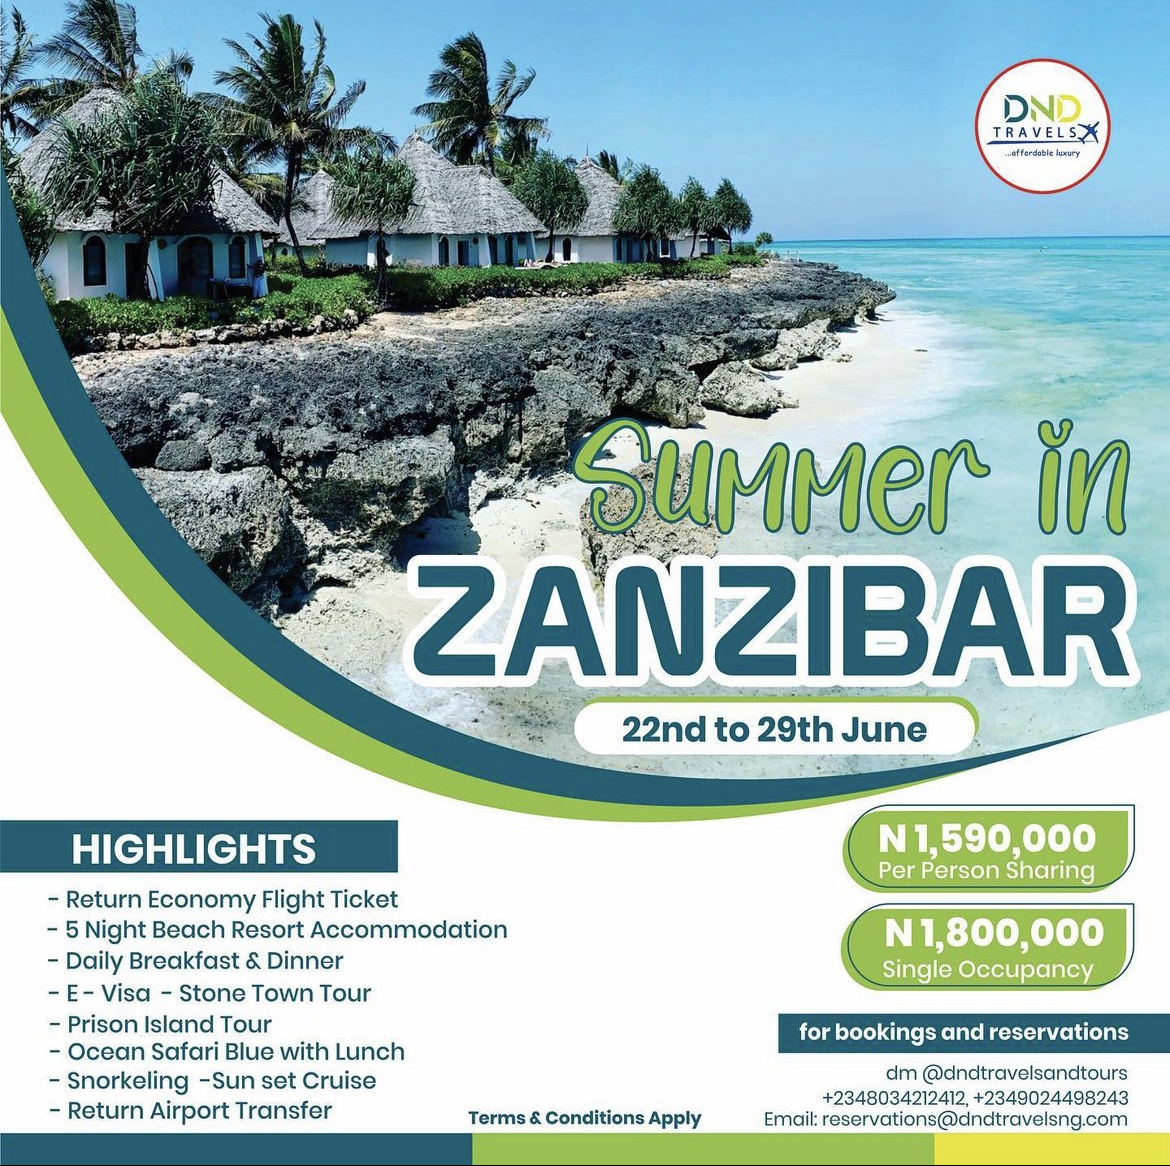 DND
TRAVELS
...affordable luxury
Summer in
ZANZIBAR
22nd to 29th June
HIGHLIGHTS
- Return Economy Flight Ticket
- 5 Night Beach Resort Accommodation
- Daily Breakfast & Dinner
- E - Visa - Stone Town Tour
- Prison Island Tour
- Ocean Safari Blue with Lunch
- Snorkeling -Sun set Cruise
- Return Airport Transfer
N 1,590,000
Per Person Sharing
N 1,800,000
Single Occupancy
for bookings and reservations
dm @dndtravelsandtours
+2348034212412, +2349024498243
Email: reservations@dndtravelsng.com
Terms & Conditions Apply